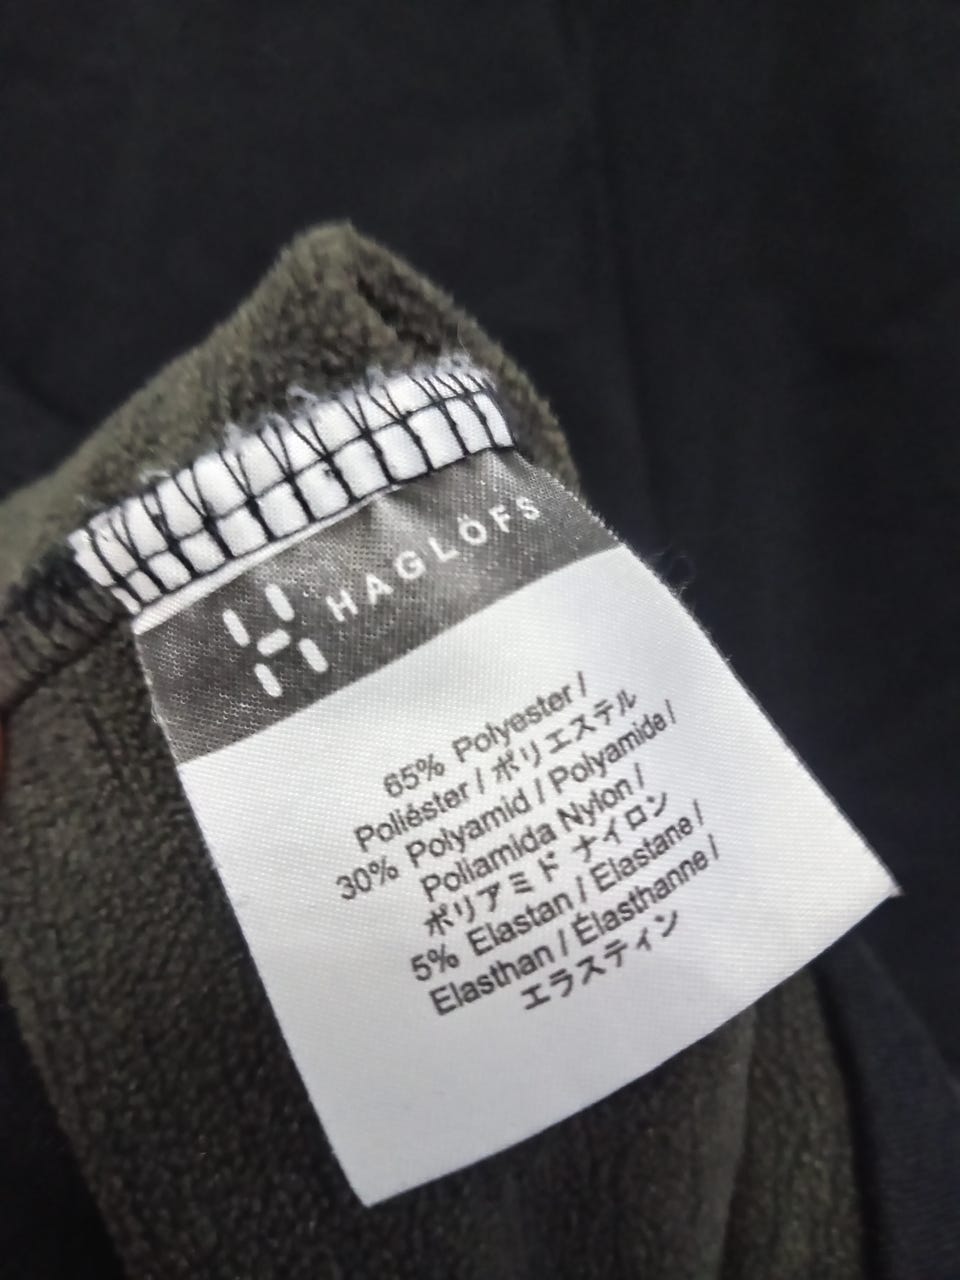 HAGLÖFS
65% Polyester /
Poliéster / ポリエステル
30% Polyamid / Polyamide /
Poliamida Nylon /
ポリアミド ナイロン
5% Elastan / Elastane /
Elasthan / Élasthanne /
エラスティン